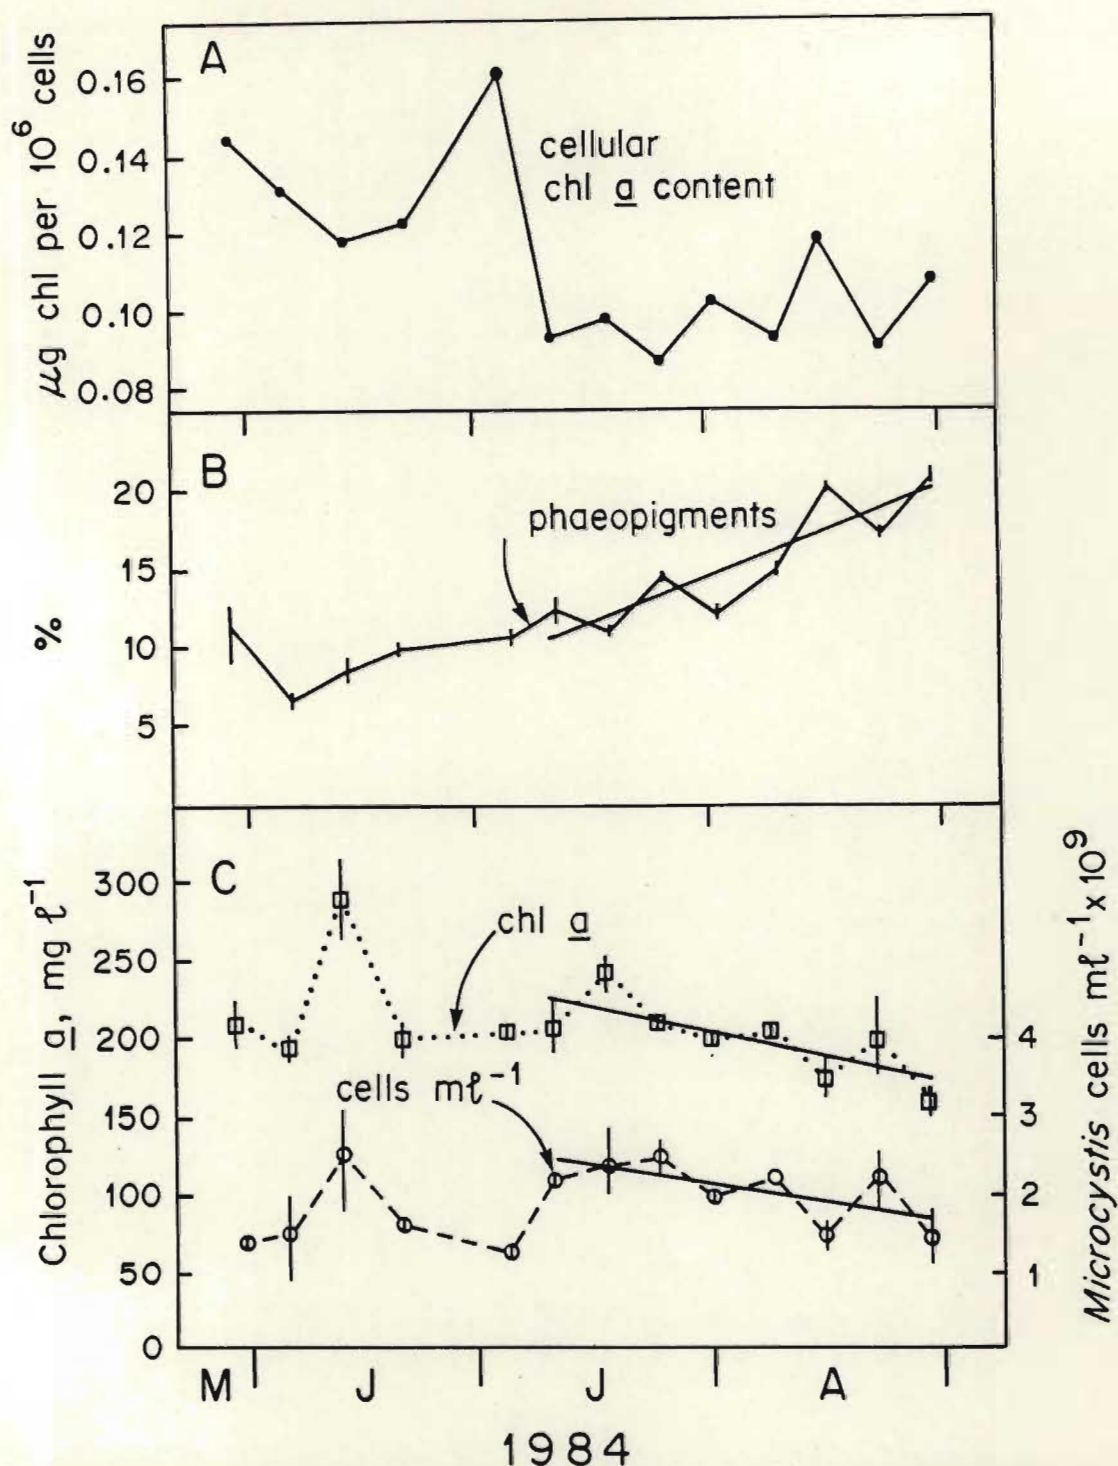 A
µg chl per 10⁶ cells
0.16
0.14
0.12
0.10
0.08
cellular
chl a content
B
%
20
15
10
5
phaeopigments
C
Chlorophyll a, mg ℓ⁻¹
300
250
200
150
100
50
0
chl a
cells mℓ⁻¹
4
3
2
1
Microcystis cells mℓ⁻¹ x 10⁹
M J J A
1984